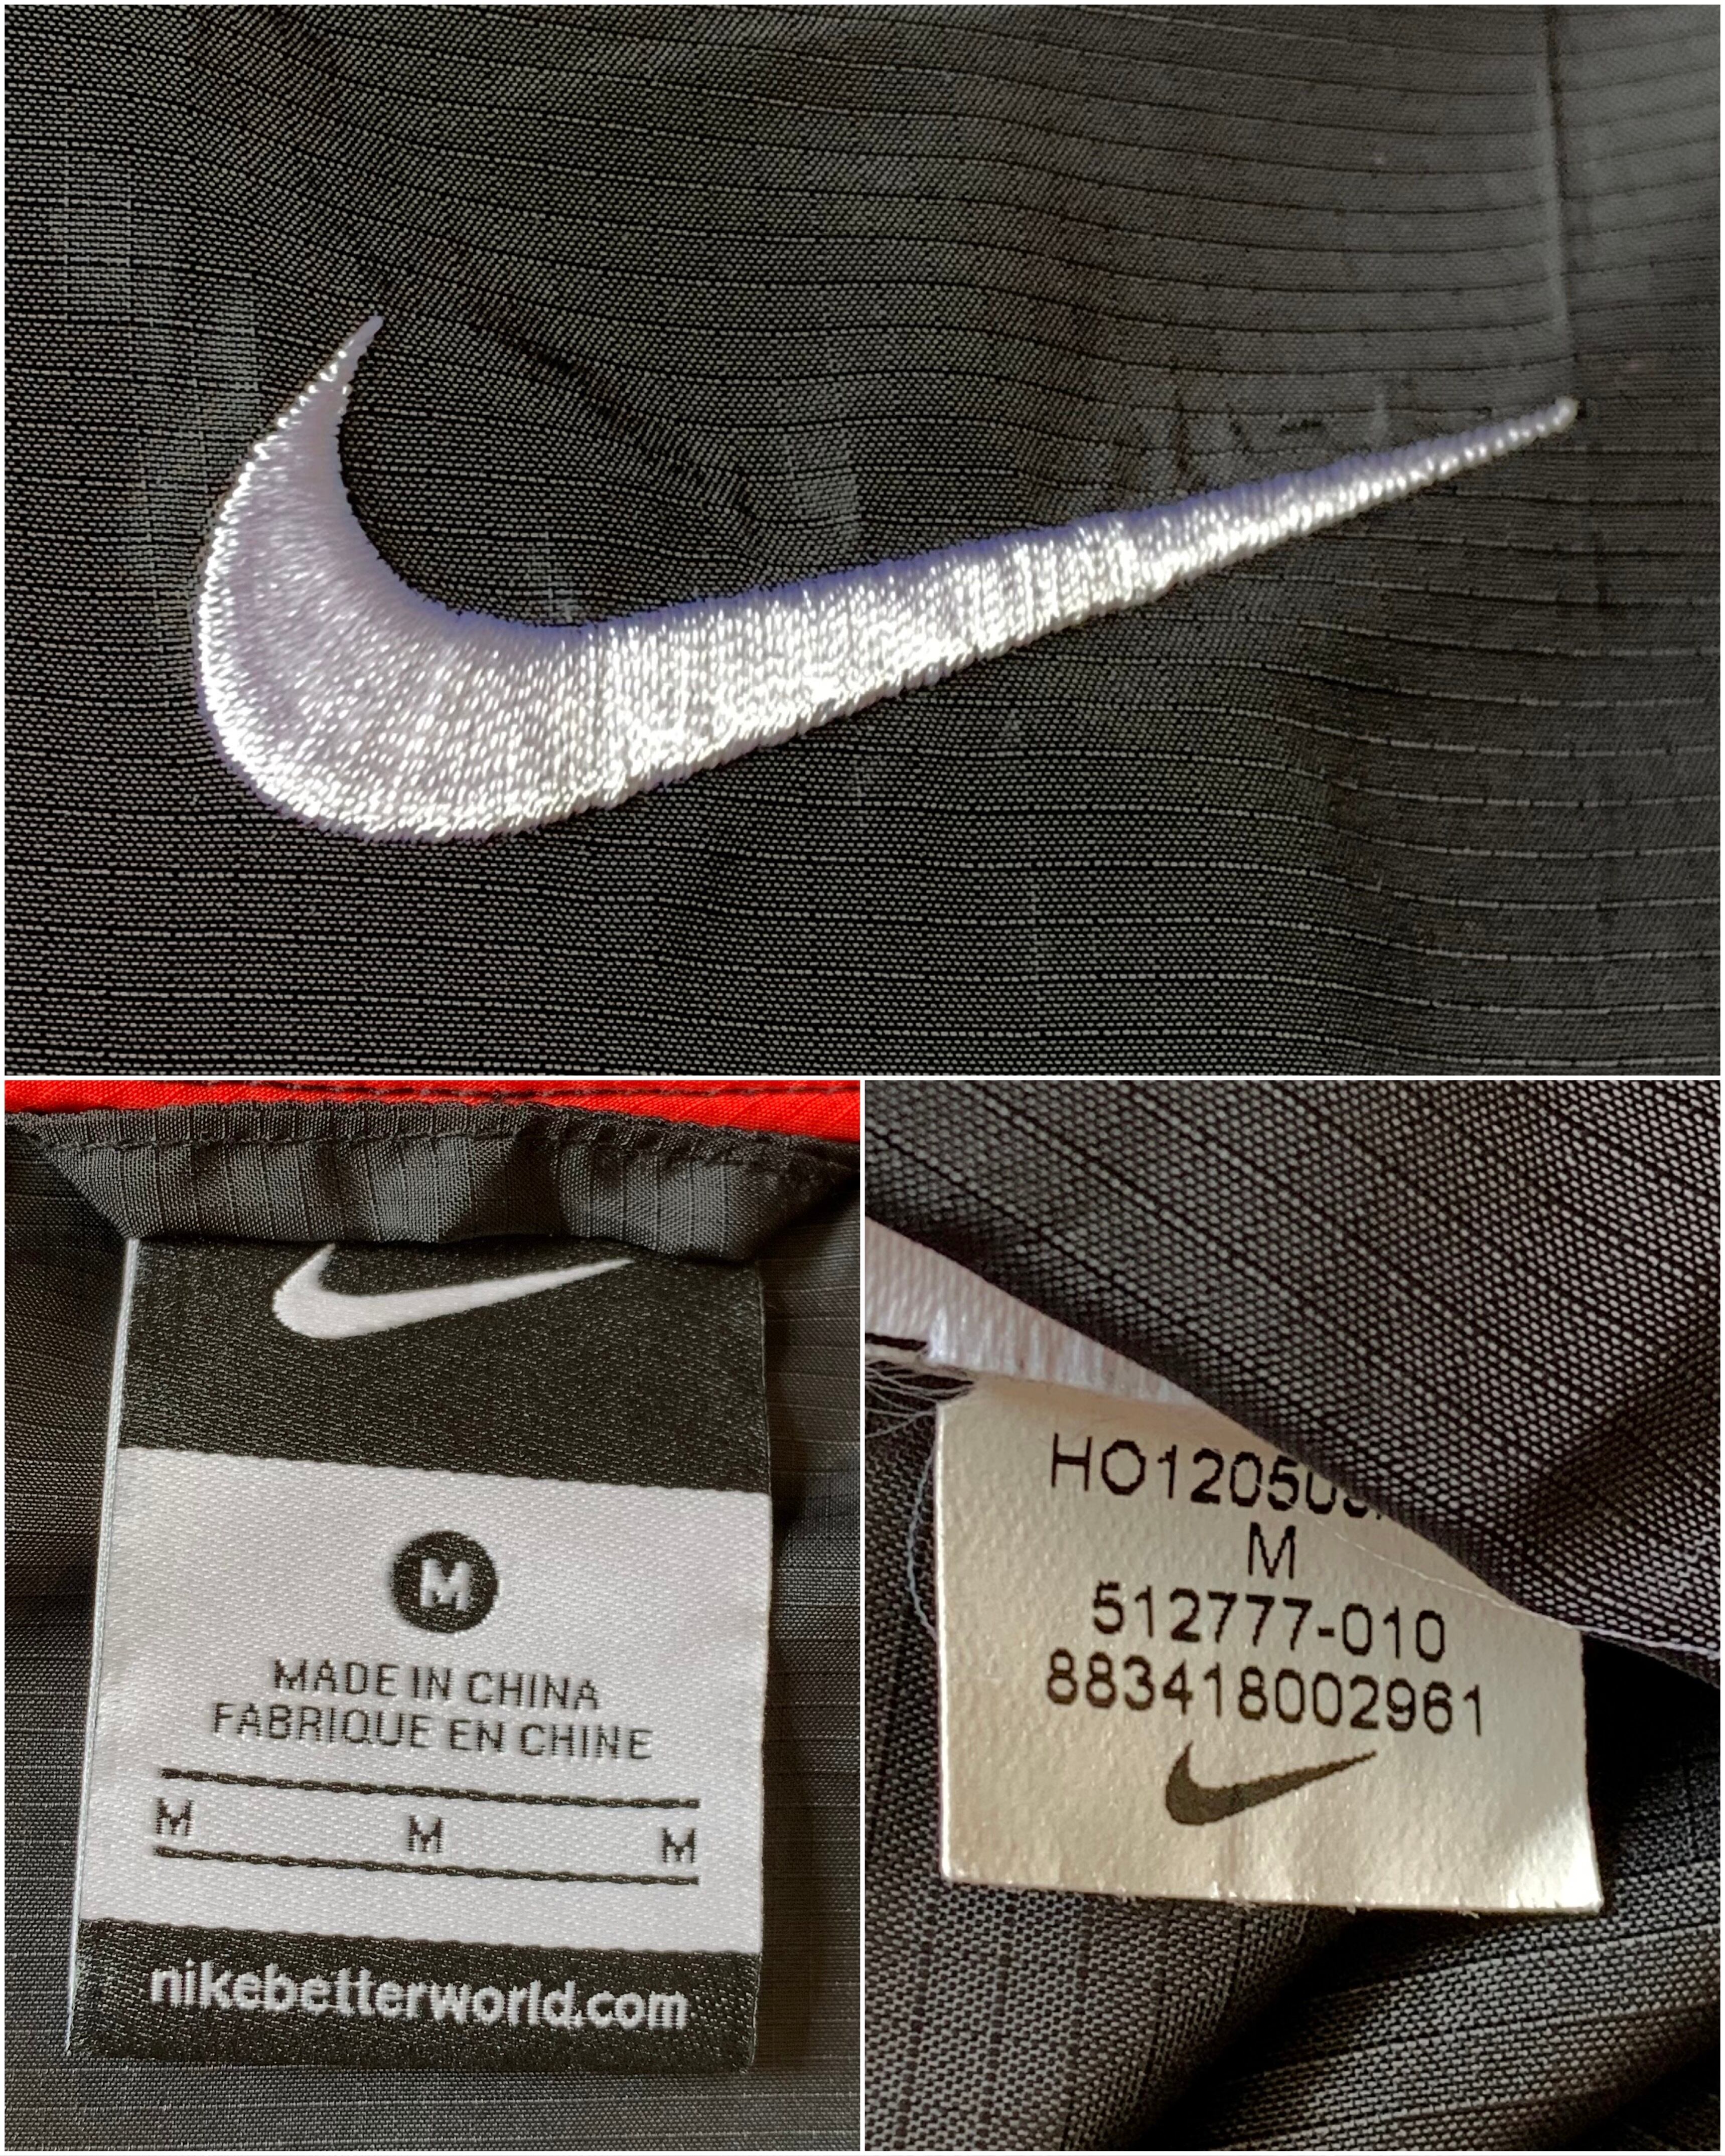 M
MADE IN CHINA
FABRIQUE EN CHINE
M M M
nikebetterworld.com
M
512777-010
883418002961